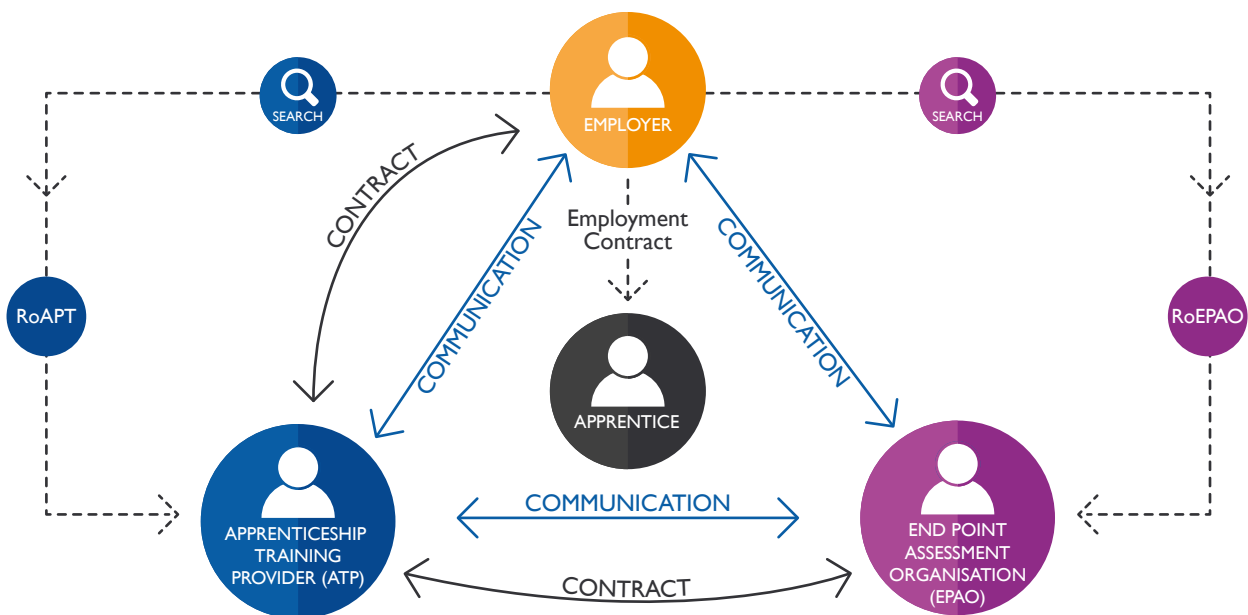 SEARCH
EMPLOYER
SEARCH
CONTRACT
Employment
Contract
COMMUNICATION
COMMUNICATION
RoAPT
RoEPAO
APPRENTICE
COMMUNICATION
APPRENTICESHIP
TRAINING
PROVIDER (ATP)
END POINT
ASSESSMENT
ORGANISATION
(EPAO)
CONTRACT